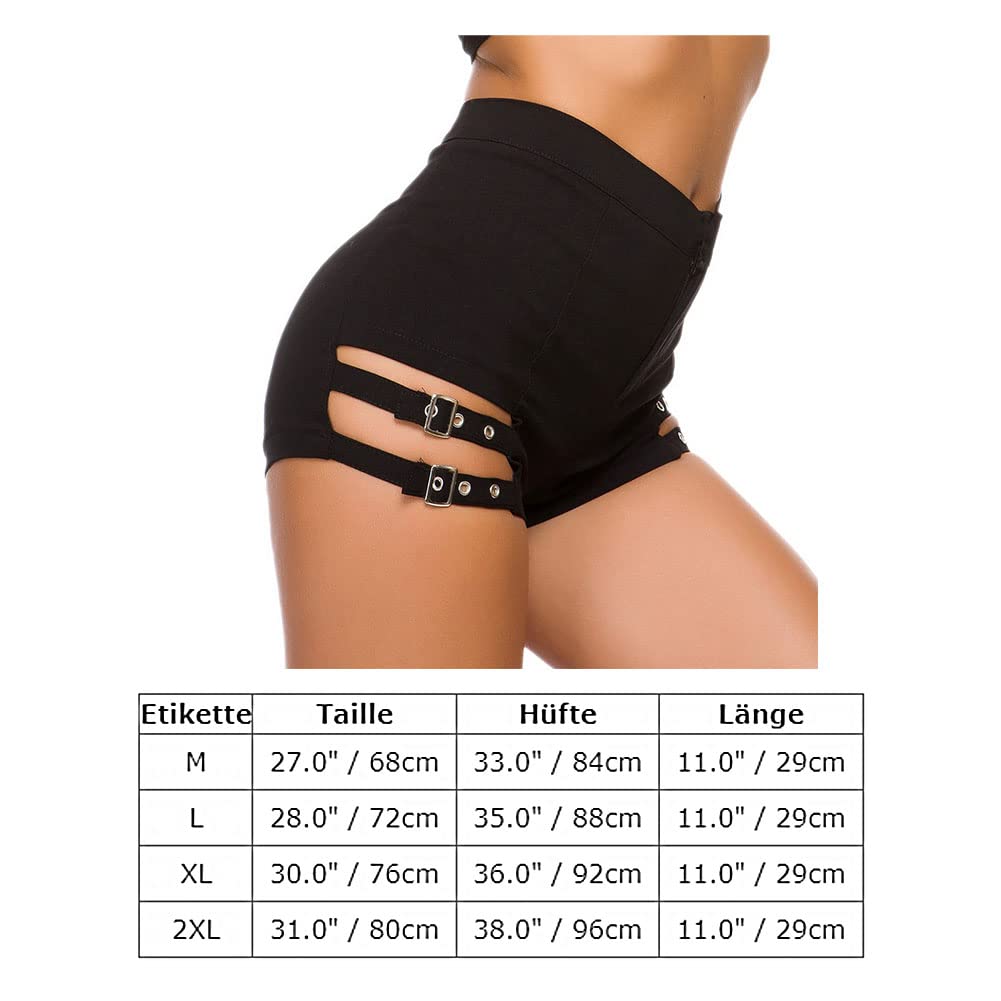 Etikette Taille Hüfte Länge
M 27.0" / 68cm 33.0" / 84cm 11.0" / 29cm
L 28.0" / 72cm 35.0" / 88cm 11.0" / 29cm
XL 30.0" / 76cm 36.0" / 92cm 11.0" / 29cm
2XL 31.0" / 80cm 38.0" / 96cm 11.0" / 29cm